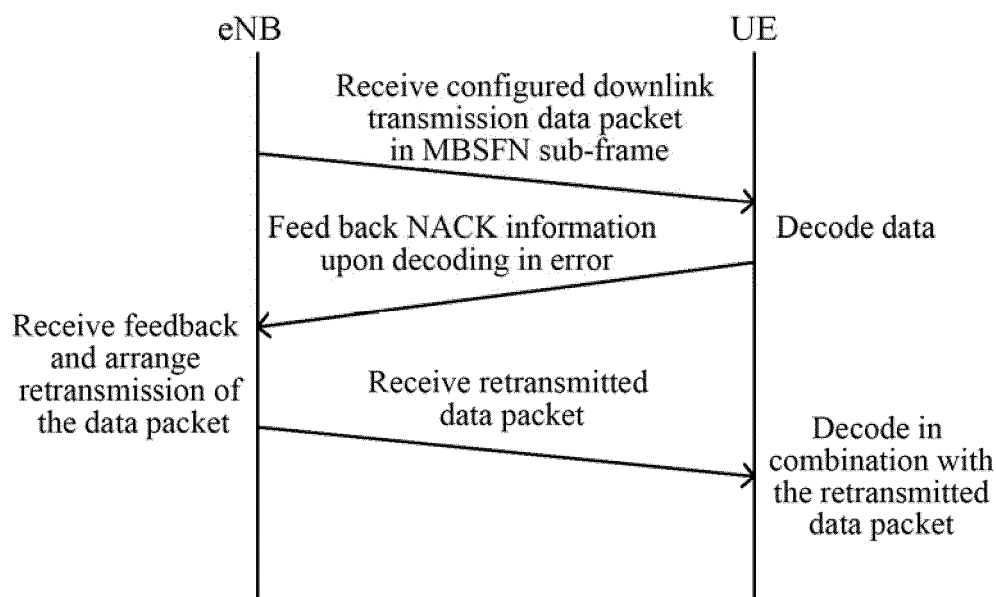 eNB
UE
Receive configured downlink
transmission data packet
in MBSFN sub-frame
Feed back NACK information
upon decoding in error
Decode data
Receive feedback
and arrange
retransmission of
the data packet
Receive retransmitted
data packet
Decode in
combination with
the retransmitted
data packet